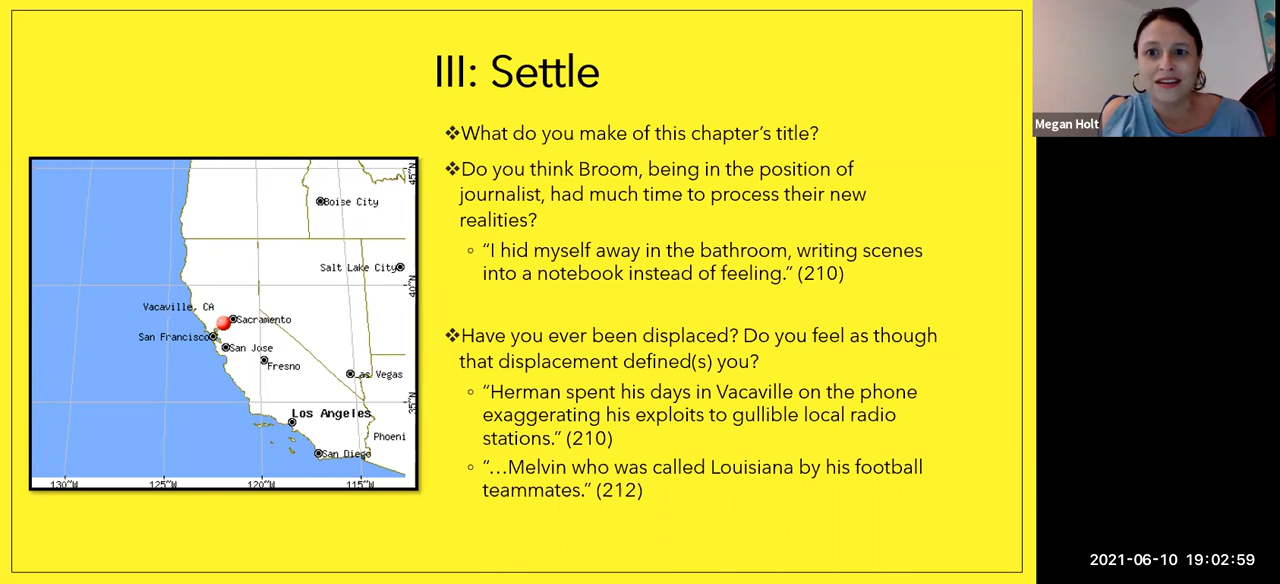 III: Settle
❖What do you make of this chapter's title?
❖Do you think Broom, being in the position of
journalist, had much time to process their new
realities?
◦ “I hid myself away in the bathroom, writing scenes
into a notebook instead of feeling.” (210)
❖Have you ever been displaced? Do you feel as though
that displacement defined(s) you?
◦ “Herman spent his days in Vacaville on the phone
exaggerating his exploits to gullible local radio
stations.” (210)
◦ “…Melvin who was called Louisiana by his football
teammates.” (212)
45°N
Boise City
Salt Lake City
40°N
Vacaville, CA
Sacramento
San Francisco
San Jose
Fresno
Las Vegas
35°N
Los Angeles
Phoeni
San Diego
130°W
125°W
120°W
115°W
Megan Holt
2021-06-10 19:02:59